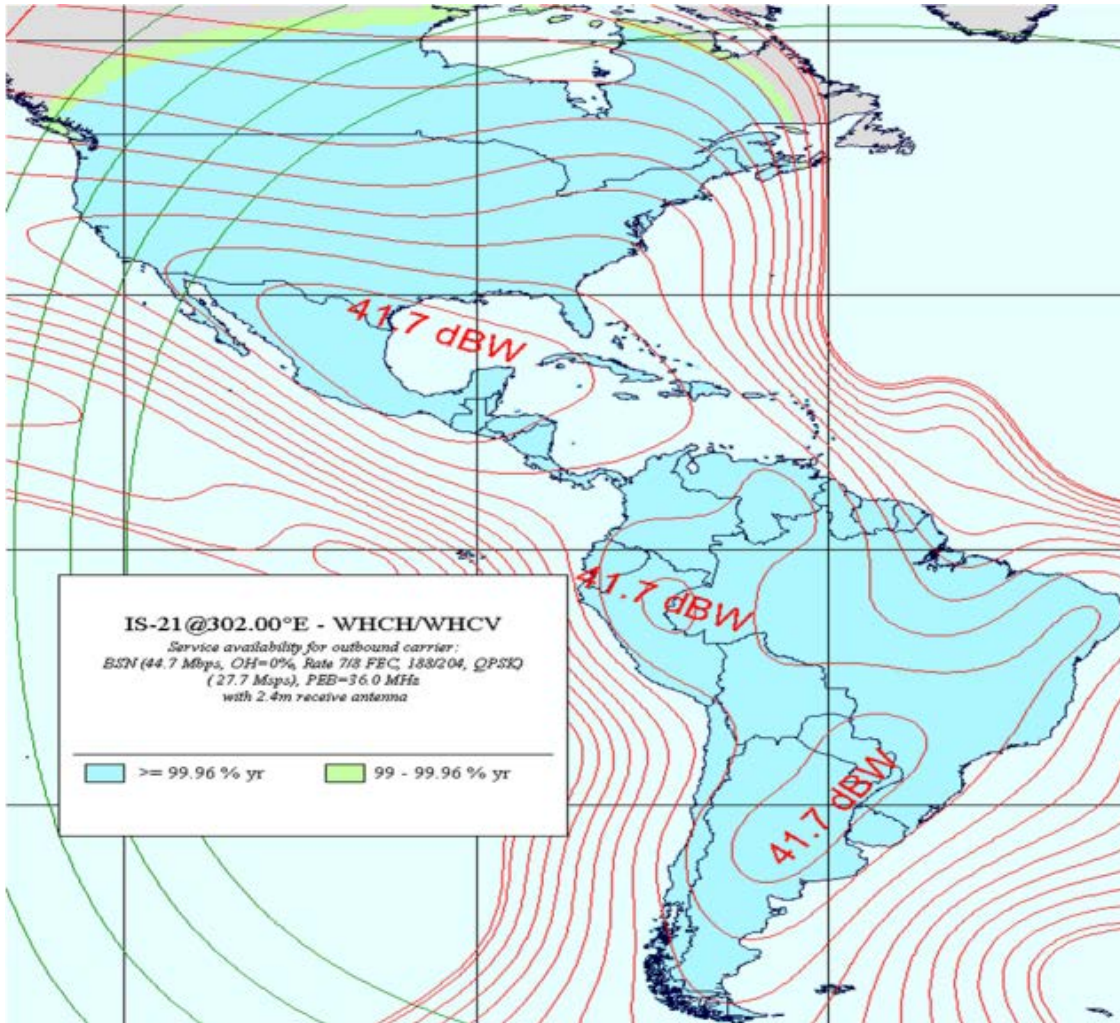 41.7 dBW
41.7 dBW
IS-21@302.00°E - WHCH/WHCV
Service availability for outbound carrier:
BSN (44.7 Mbps, OH=0%, Rate 7/8 FEC, 188/204, QPSK)
(27.7 Msps), PEB=36.0 MHz
with 2.4m receive antenna
>= 99.96 % yr
99 - 99.96 % yr
41.7 dBW